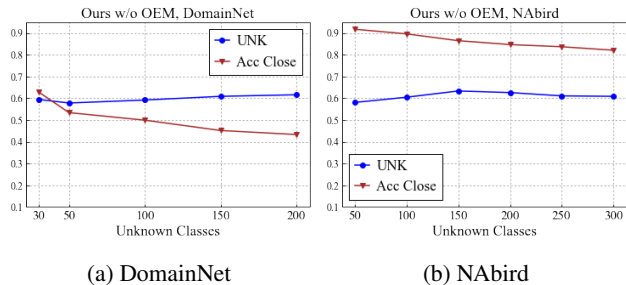 Ours w/o OEM, DomainNet
0.9
0.8
0.7
0.6
0.5
0.4
0.3
0.2
0.1
UNK
Acc Close
30 50 100 150 200
Unknown Classes
(a) DomainNet
Ours w/o OEM, NAbird
0.9
0.8
0.7
0.6
0.5
0.4
0.3
0.2
0.1
UNK
Acc Close
50 100 150 200 250 300
Unknown Classes
(b) NAbird